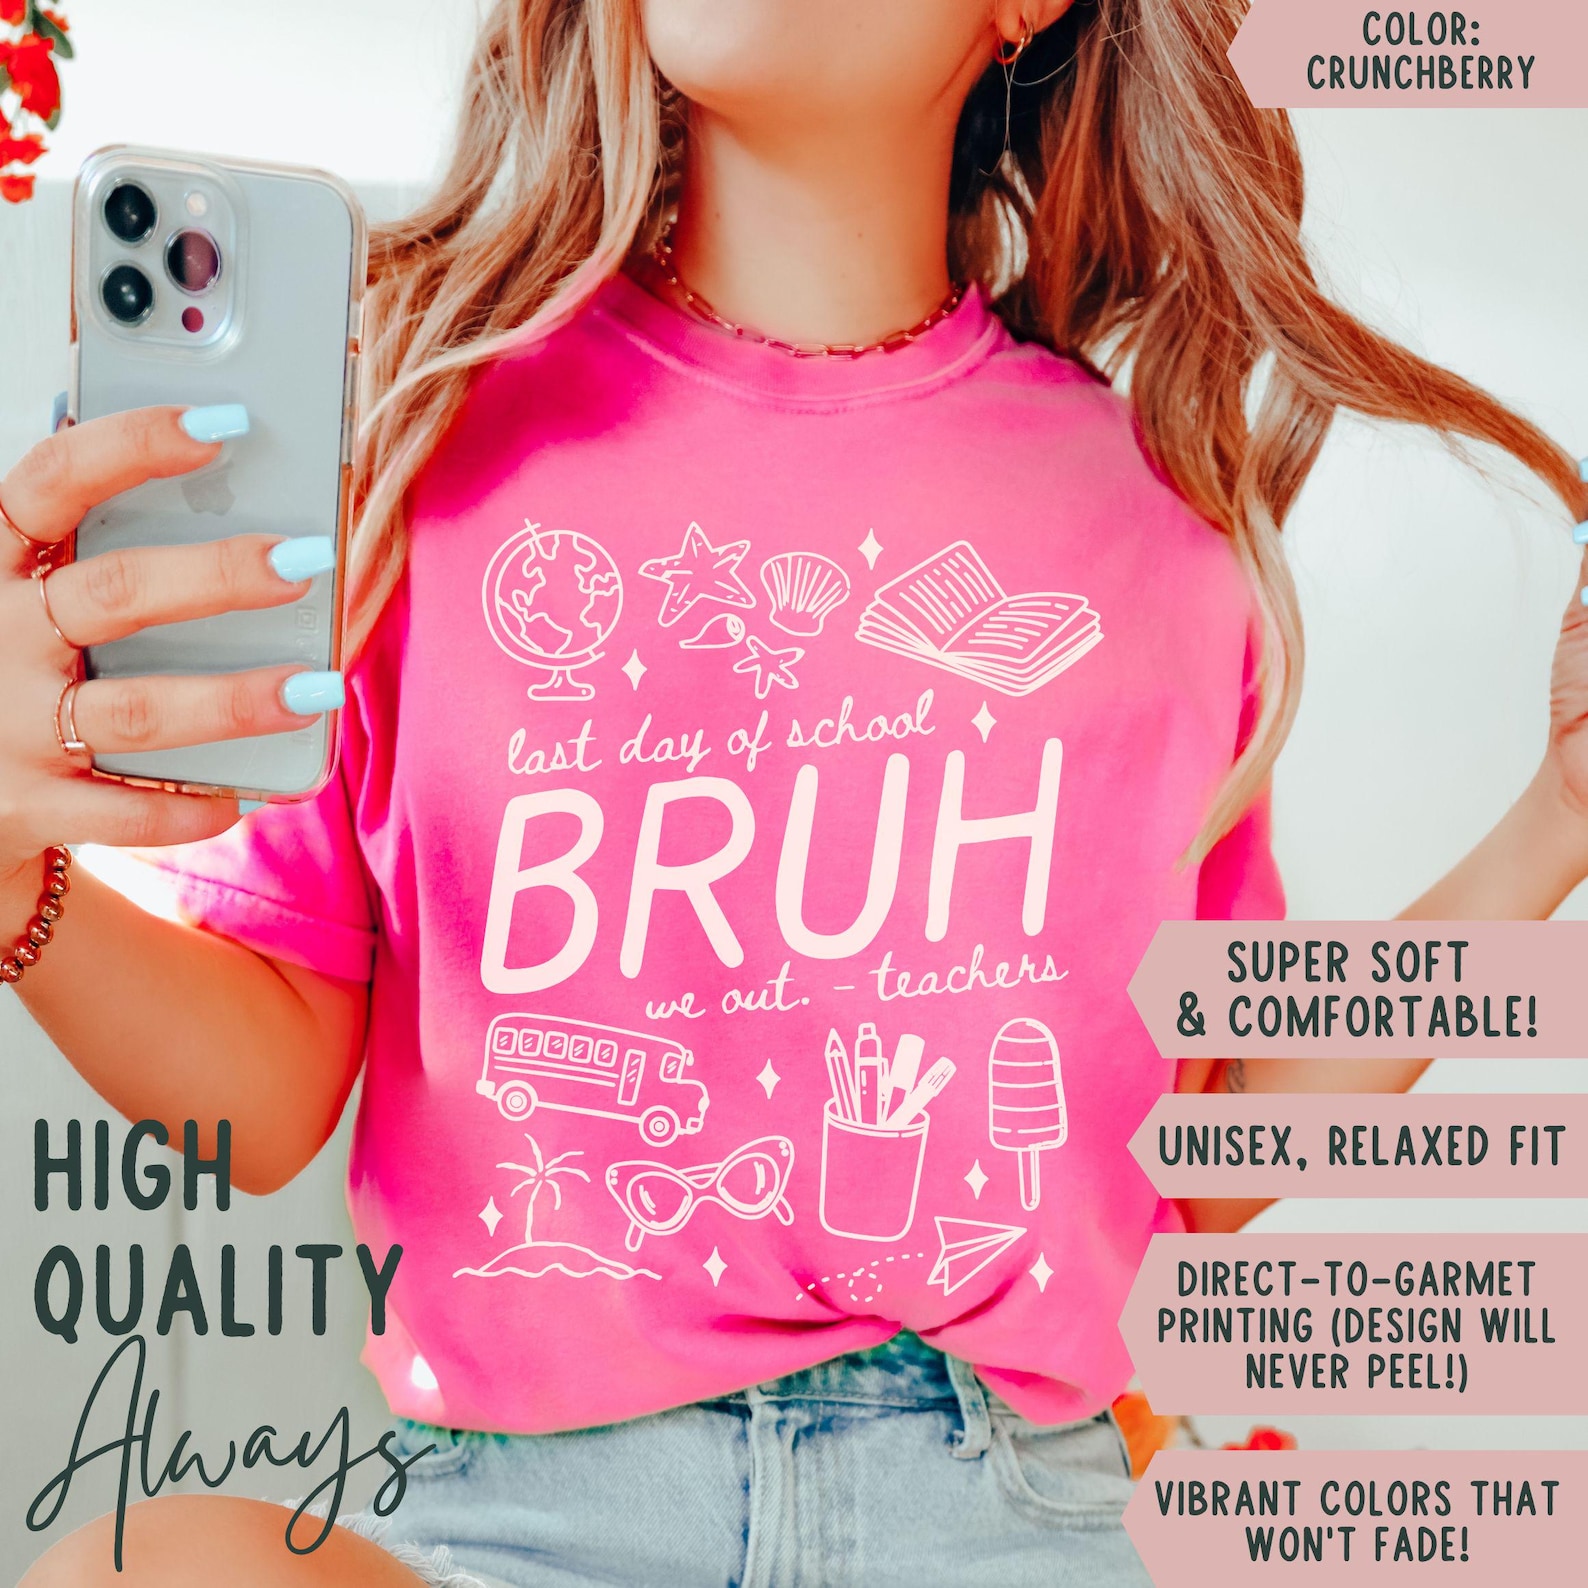 COLOR:
CRUNCHBERRY
last day of school
BRUH
we out. - teachers
SUPER SOFT
& COMFORTABLE!
UNISEX, RELAXED FIT
DIRECT-TO-GARMET
PRINTING (DESIGN WILL
NEVER PEEL!)
VIBRANT COLORS THAT
WON'T FADE!
HIGH
QUALITY
Always